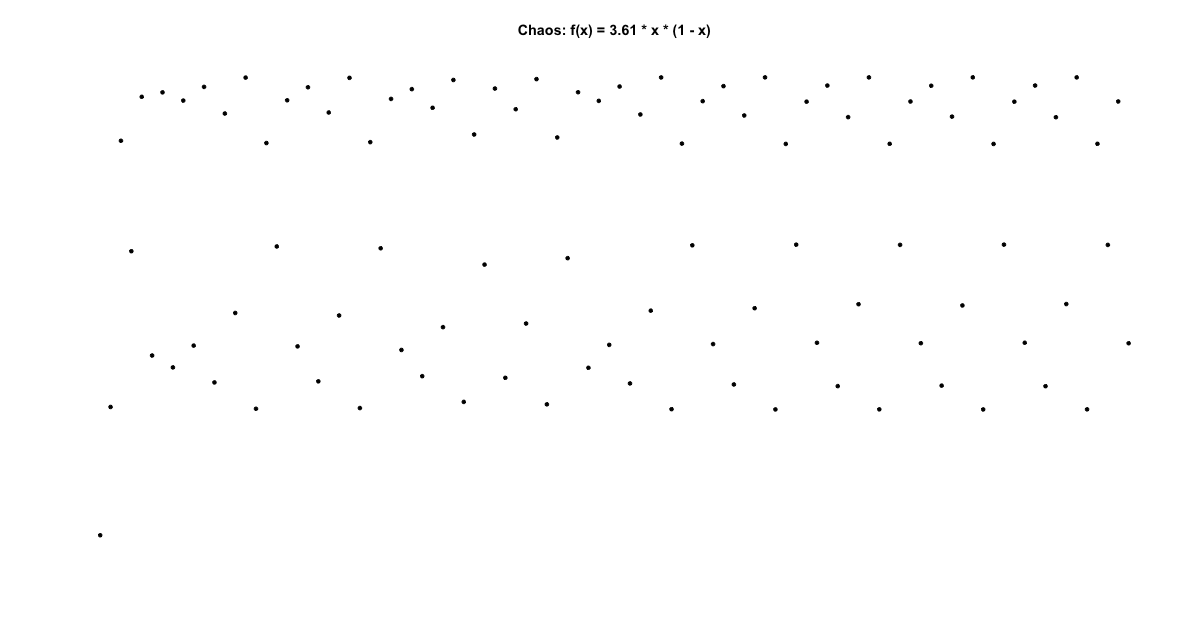 Chaos: f(x) = 3.61 * x * (1 - x)